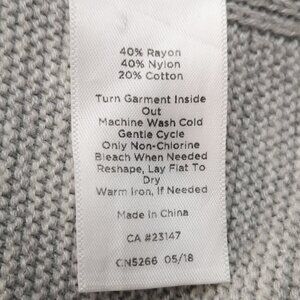 40% Rayon
40% Nylon
20% Cotton
Turn Garment Inside
Out
Machine Wash Cold
Gentle Cycle
Only Non-Chlorine
Bleach When Needed
Reshape, Lay Flat To
Dry
Warm Iron, If Needed
Made in China
CA #23147
CN5266 05/18